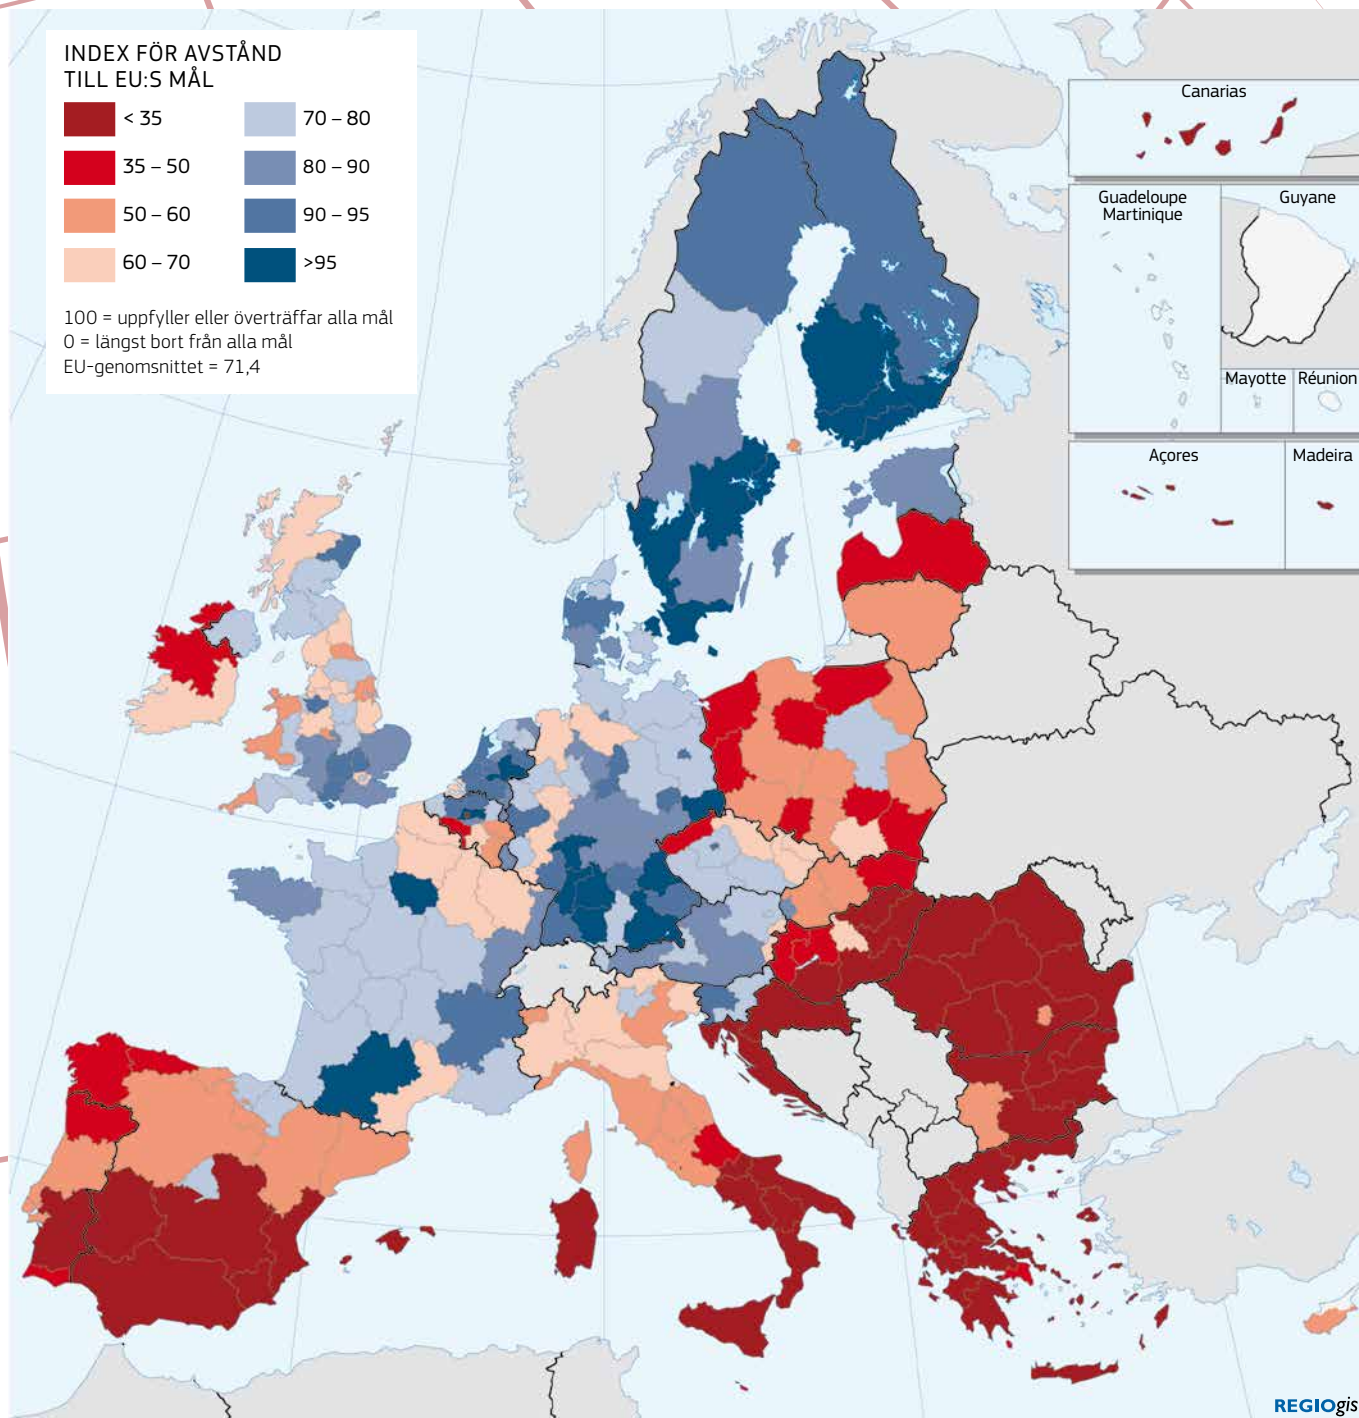 INDEX FÖR AVSTÅND
TILL EU:S MÅL
< 35
35 – 50
50 – 60
60 – 70
70 – 80
80 – 90
90 – 95
>95
100 = uppfyller eller överträffar alla mål
0 = längst bort från alla mål
EU-genomsnittet = 71,4
Canarias
Guadeloupe
Martinique
Guyane
Mayotte
Réunion
Açores
Madeira
REGIOgis